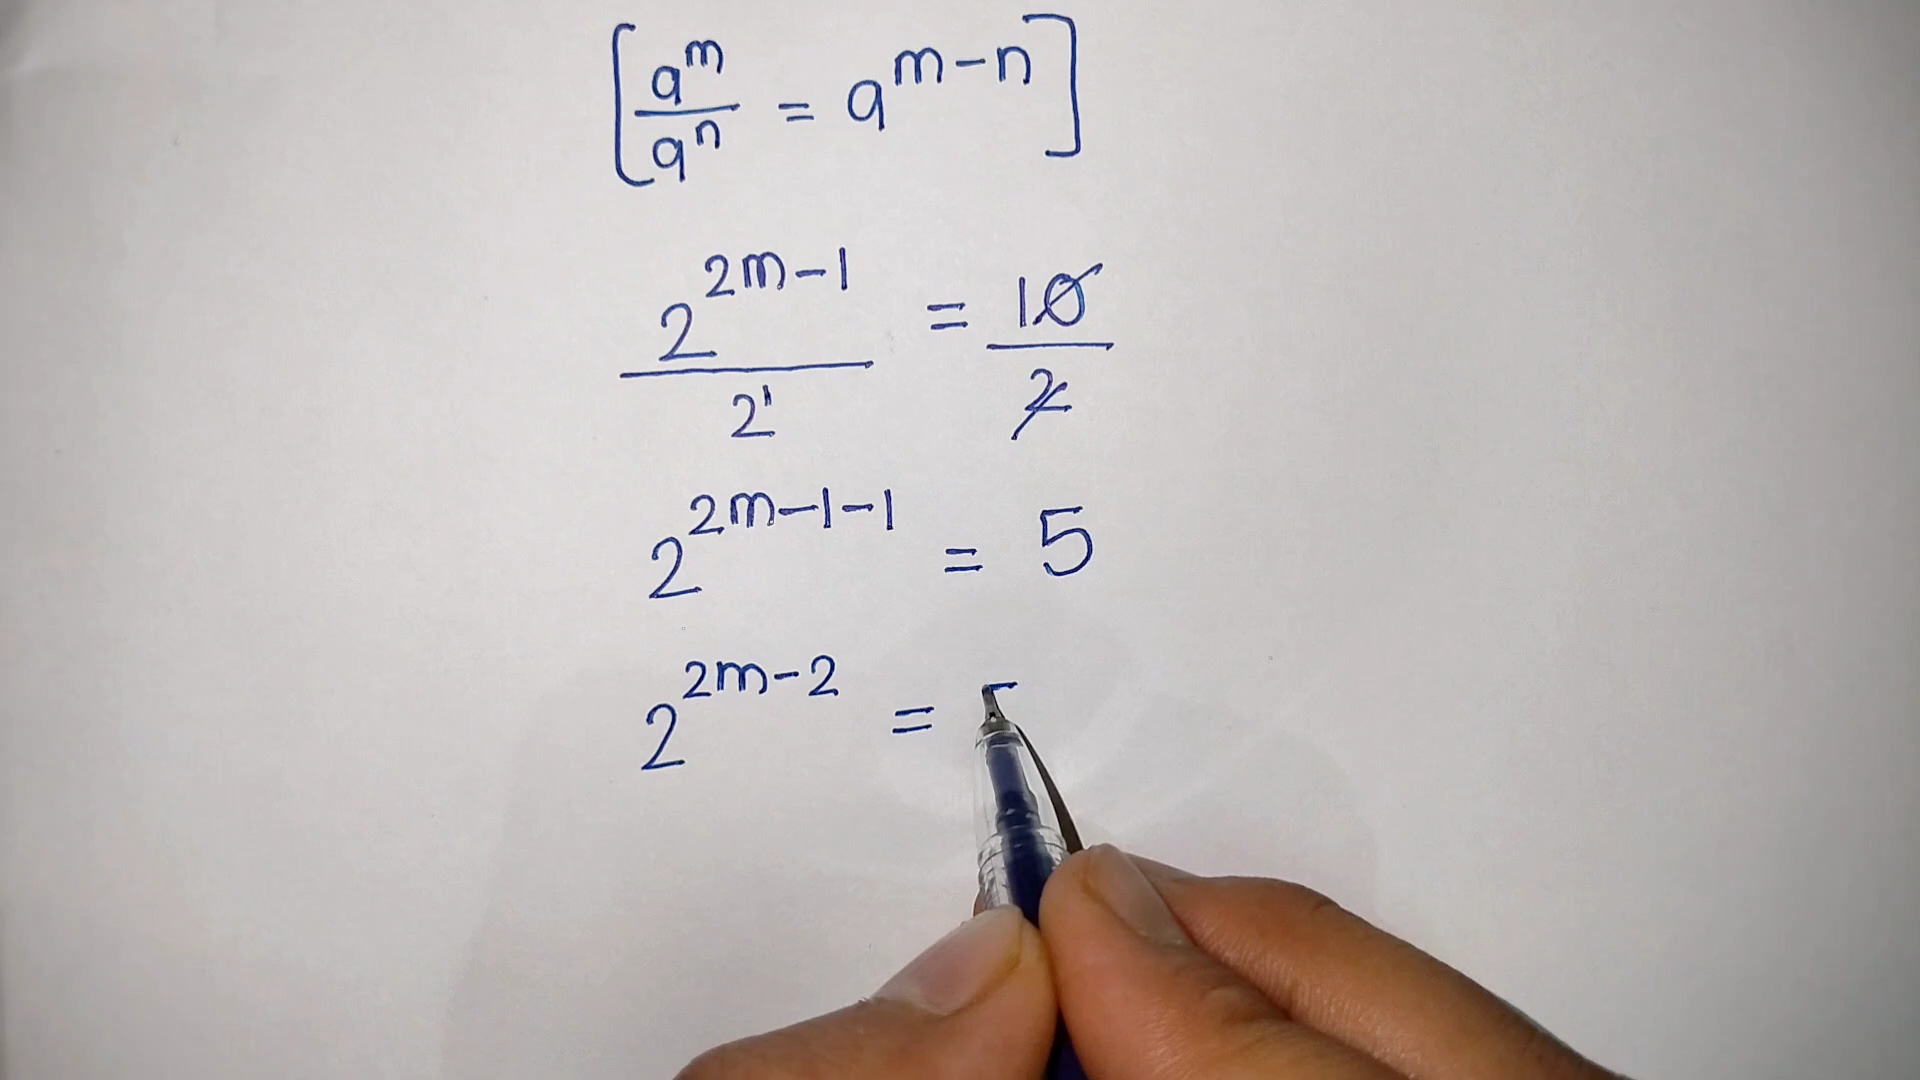 [a^m/a^n = a^(m-n)]
2^(2m-1)/2^1 = 10/2
2^(2m-1-1) = 5
2^(2m-2) =